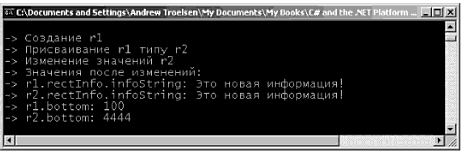 C:\Documents and Settings\Andrew Troelsen\My Documents\My Books\C# and the .NET Platform ...
-> Создание r1
-> Присваивание r1 типу r2
-> Изменение значений r2
-> Значения после изменений:
-> r1.rectInfo.infoString: Это новая информация!
-> r2.rectInfo.infoString: Это новая информация!
-> r1.bottom: 100
-> r2.bottom: 4444